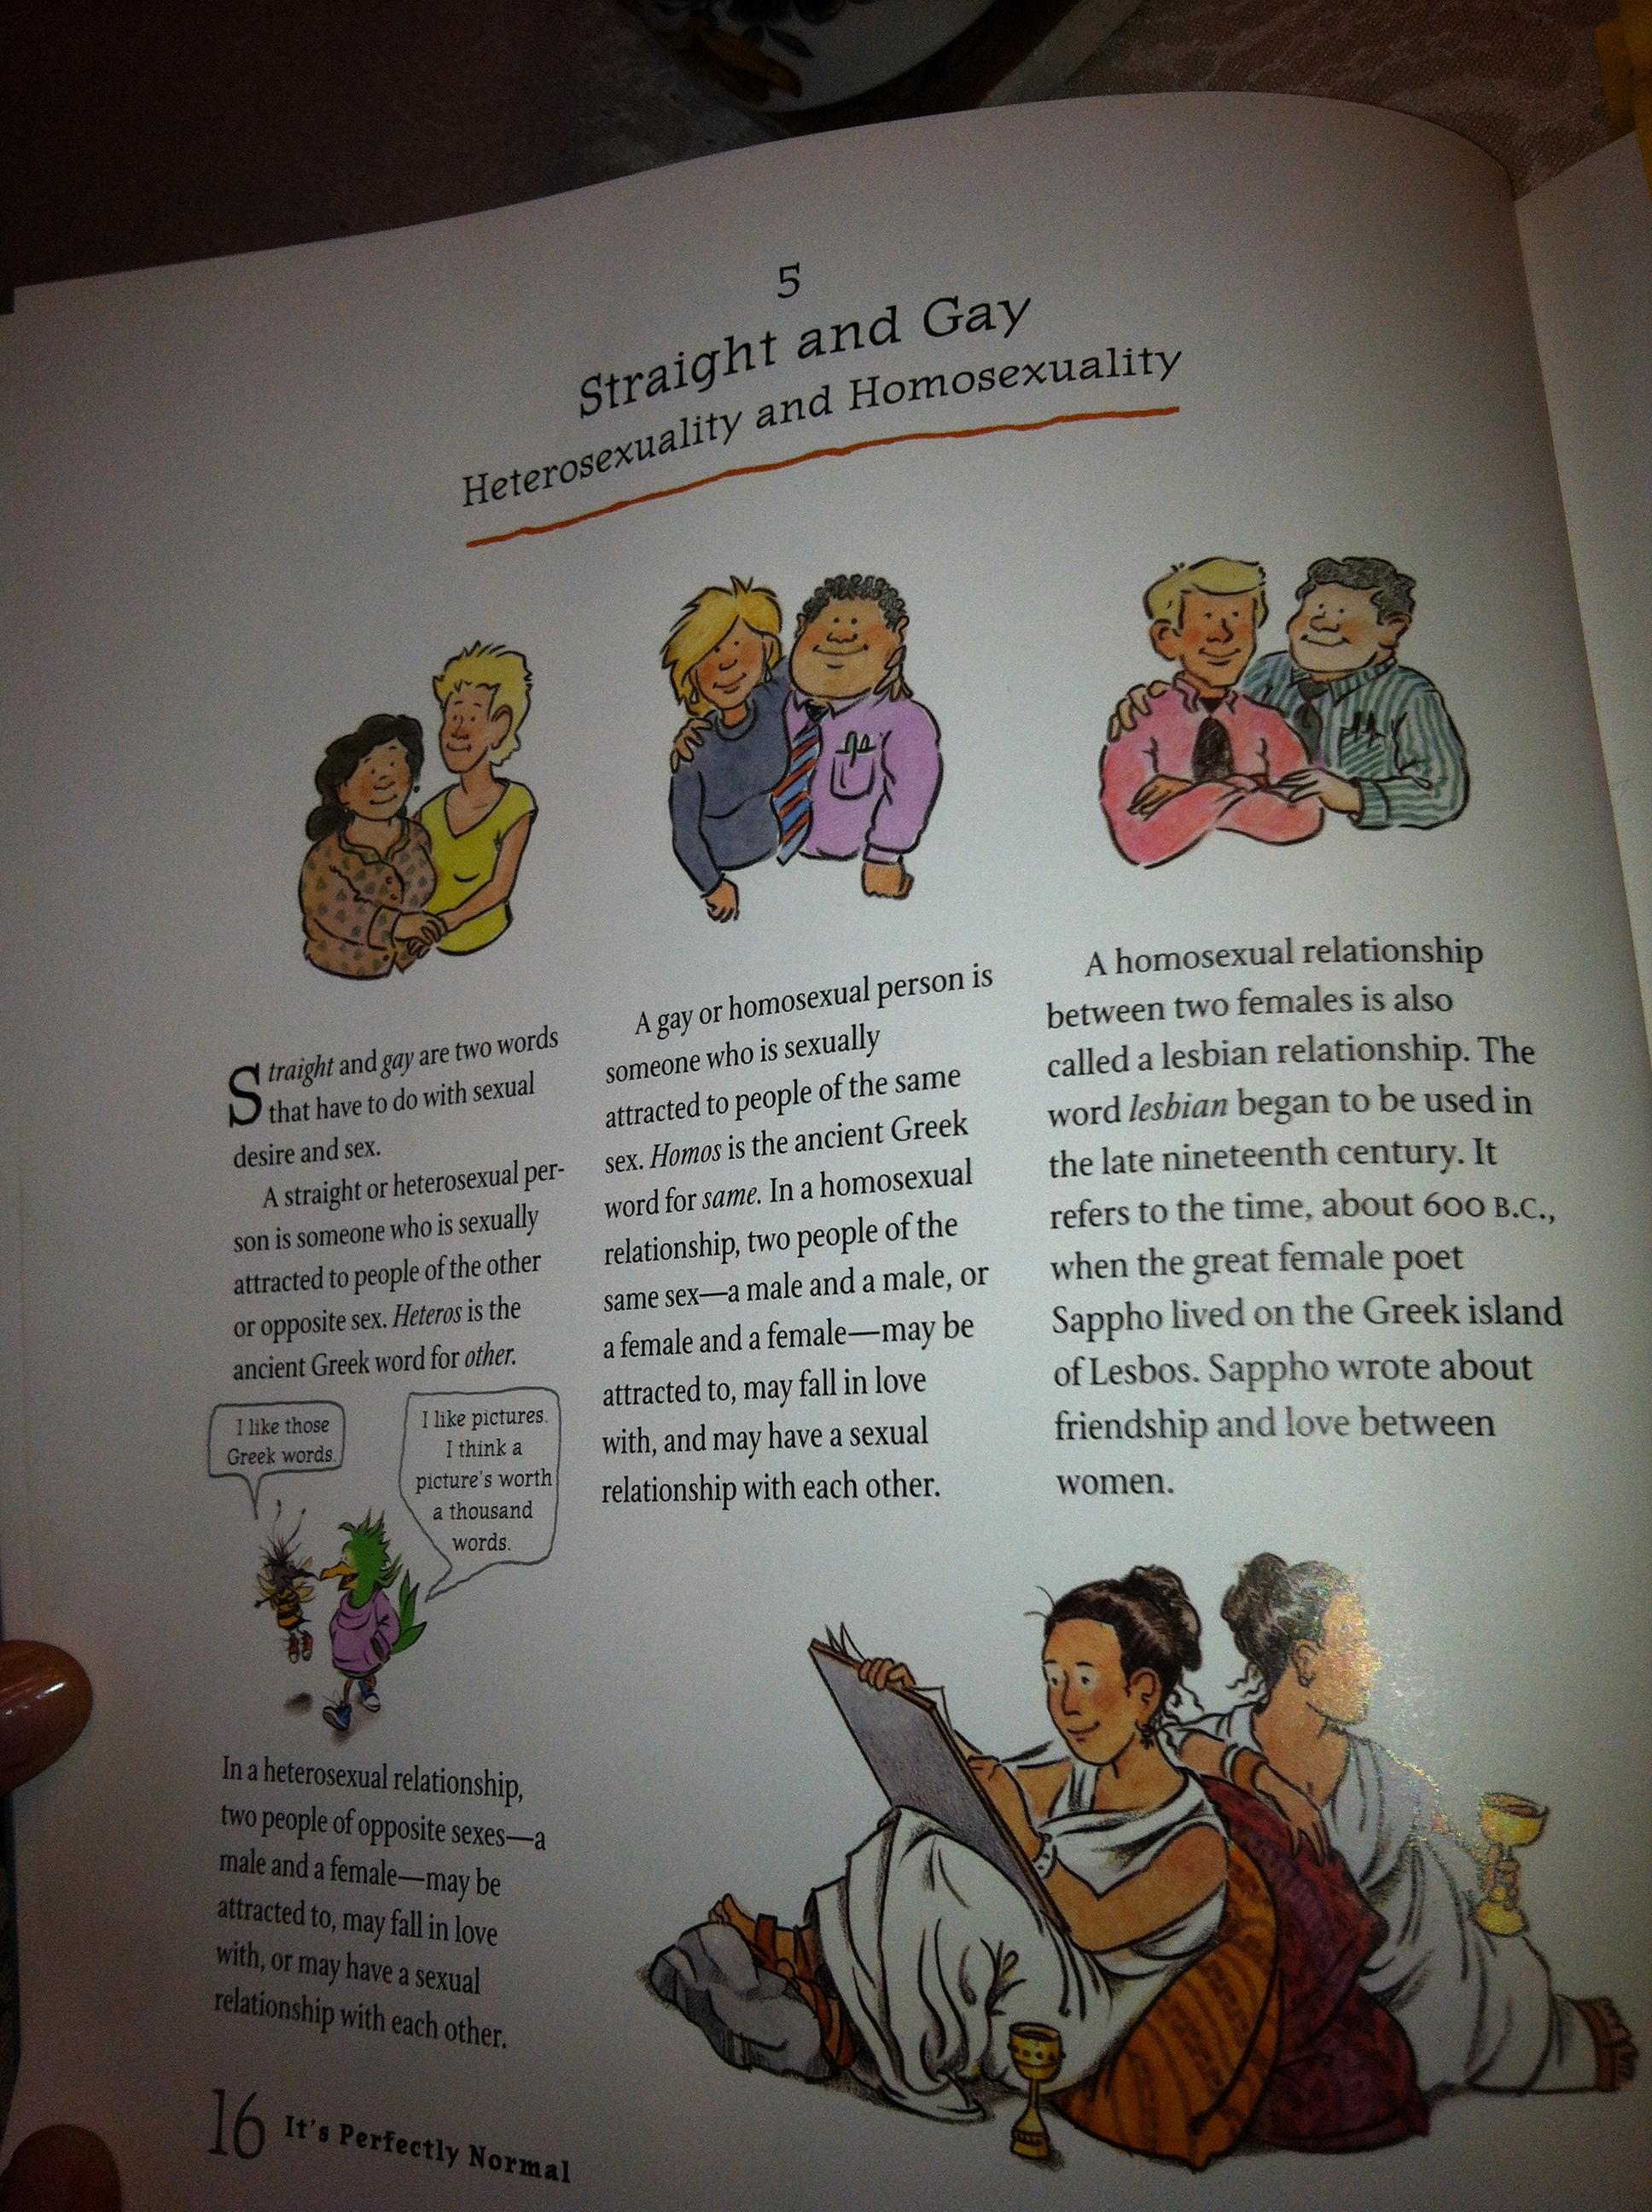 5
Straight and Gay
Heterosexuality and Homosexuality
Straight and gay are two words
that have to do with sexual
desire and sex.
A straight or heterosexual per-
son is someone who is sexually
attracted to people of the other
or opposite sex. Heteros is the
ancient Greek word for other.
I like those
Greek words.
I like pictures.
I think a
picture's worth
a thousand
words.
In a heterosexual relationship,
two people of opposite sexes—a
male and a female—may be
attracted to, may fall in love
with, or may have a sexual
relationship with each other.
A gay or homosexual person is
someone who is sexually
attracted to people of the same
sex. Homos is the ancient Greek
word for same. In a homosexual
relationship, two people of the
same sex—a male and a male, or
a female and a female—may be
attracted to, may fall in love
with, and may have a sexual
relationship with each other.
A homosexual relationship
between two females is also
called a lesbian relationship. The
word lesbian began to be used in
the late nineteenth century. It
refers to the time, about 600 B.C.,
when the great female poet
Sappho lived on the Greek island
of Lesbos. Sappho wrote about
friendship and love between
women.
16 It's Perfectly Normal